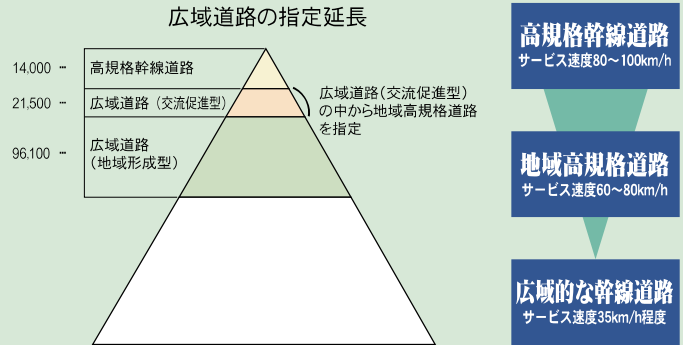 広域道路の指定延長
14.000 …
高規格幹線道路
21,500 …
広域道路（交流促進型）
96.100 …
広域道路
（地域形成型）
広域道路（交流促進型）
の中から地域高規格道路
を指定
高規格幹線道路
サービス速度80～100km/h
地域高規格道路
サービス速度60～80km/h
広域的な幹線道路
サービス速度35km/h程度